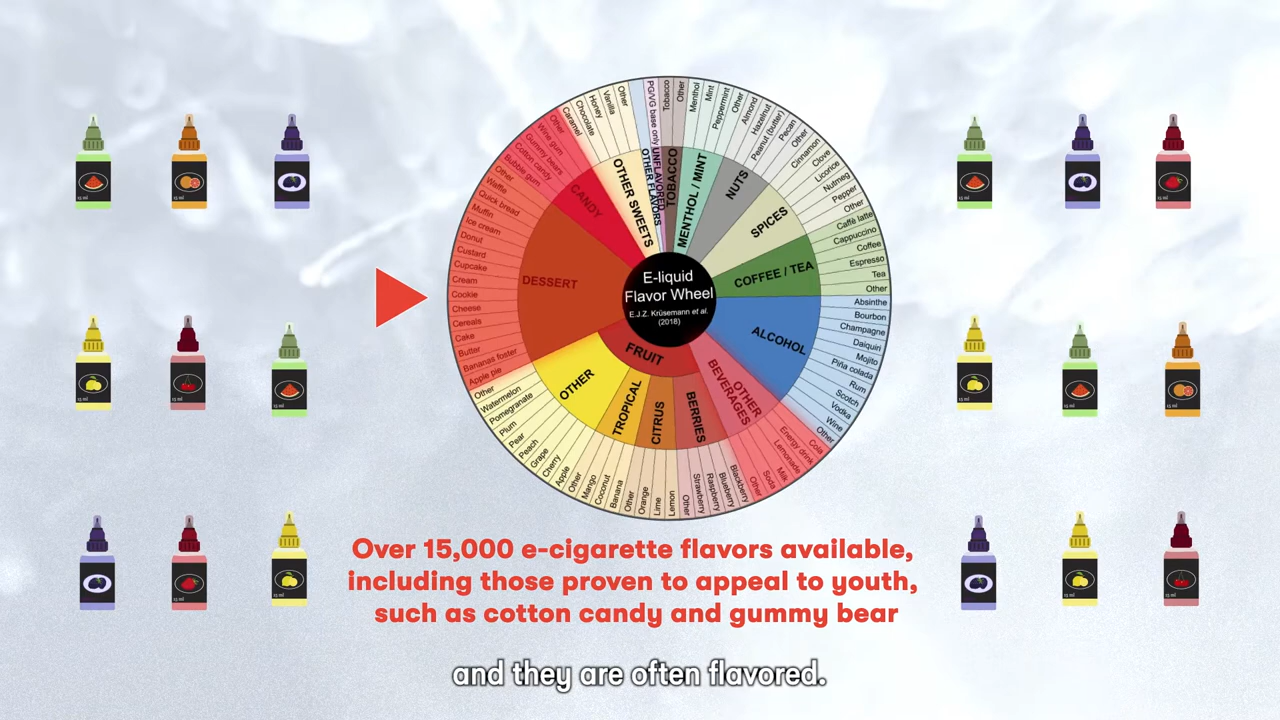 E-liquid
Flavor Wheel
E.J.Z. Krüsemann et al.
(2018)
UNFLAVORED
PG/VG base only
TOBACCO
Tobacco
Other
MENTHOL / MINT
Menthol
Mint
Peppermint
Other
NUTS
Almond
Hazelnut
Peanut (butter)
Pecan
Other
SPICES
Cinnamon
Clove
Licorice
Nutmeg
Pepper
Other
COFFEE / TEA
Caffè latte
Cappuccino
Coffee
Espresso
Tea
Other
ALCOHOL
Absinthe
Bourbon
Champagne
Daiquiri
Mojito
Piña colada
Rum
Scotch
Vodka
Wine
Other
OTHER
BEVERAGES
Cola
Energy drink
Lemonade
Milk
Soda
Other
FRUIT
BERRIES
Blackberry
Blueberry
Raspberry
Strawberry
Other
CITRUS
Lemon
Lime
Orange
Other
TROPICAL
Banana
Coconut
Mango
Other
OTHER
Apple
Cherry
Grape
Peach
Pear
Plum
Pomegranate
Watermelon
Other
DESSERT
Apple pie
Bananas foster
Butter
Cake
Cereals
Cheese
Cookie
Cream
Cupcake
Custard
Donut
Ice cream
Muffin
Quick bread
Waffle
Other
CANDY
Bubble gum
Cotton candy
Gummy bears
Wine gum
Other
OTHER SWEETS
Caramel
Chocolate
Honey
Vanilla
Other
OTHER FLAVORS
Over 15,000 e-cigarette flavors available,
including those proven to appeal to youth,
such as cotton candy and gummy bear
and they are often flavored.